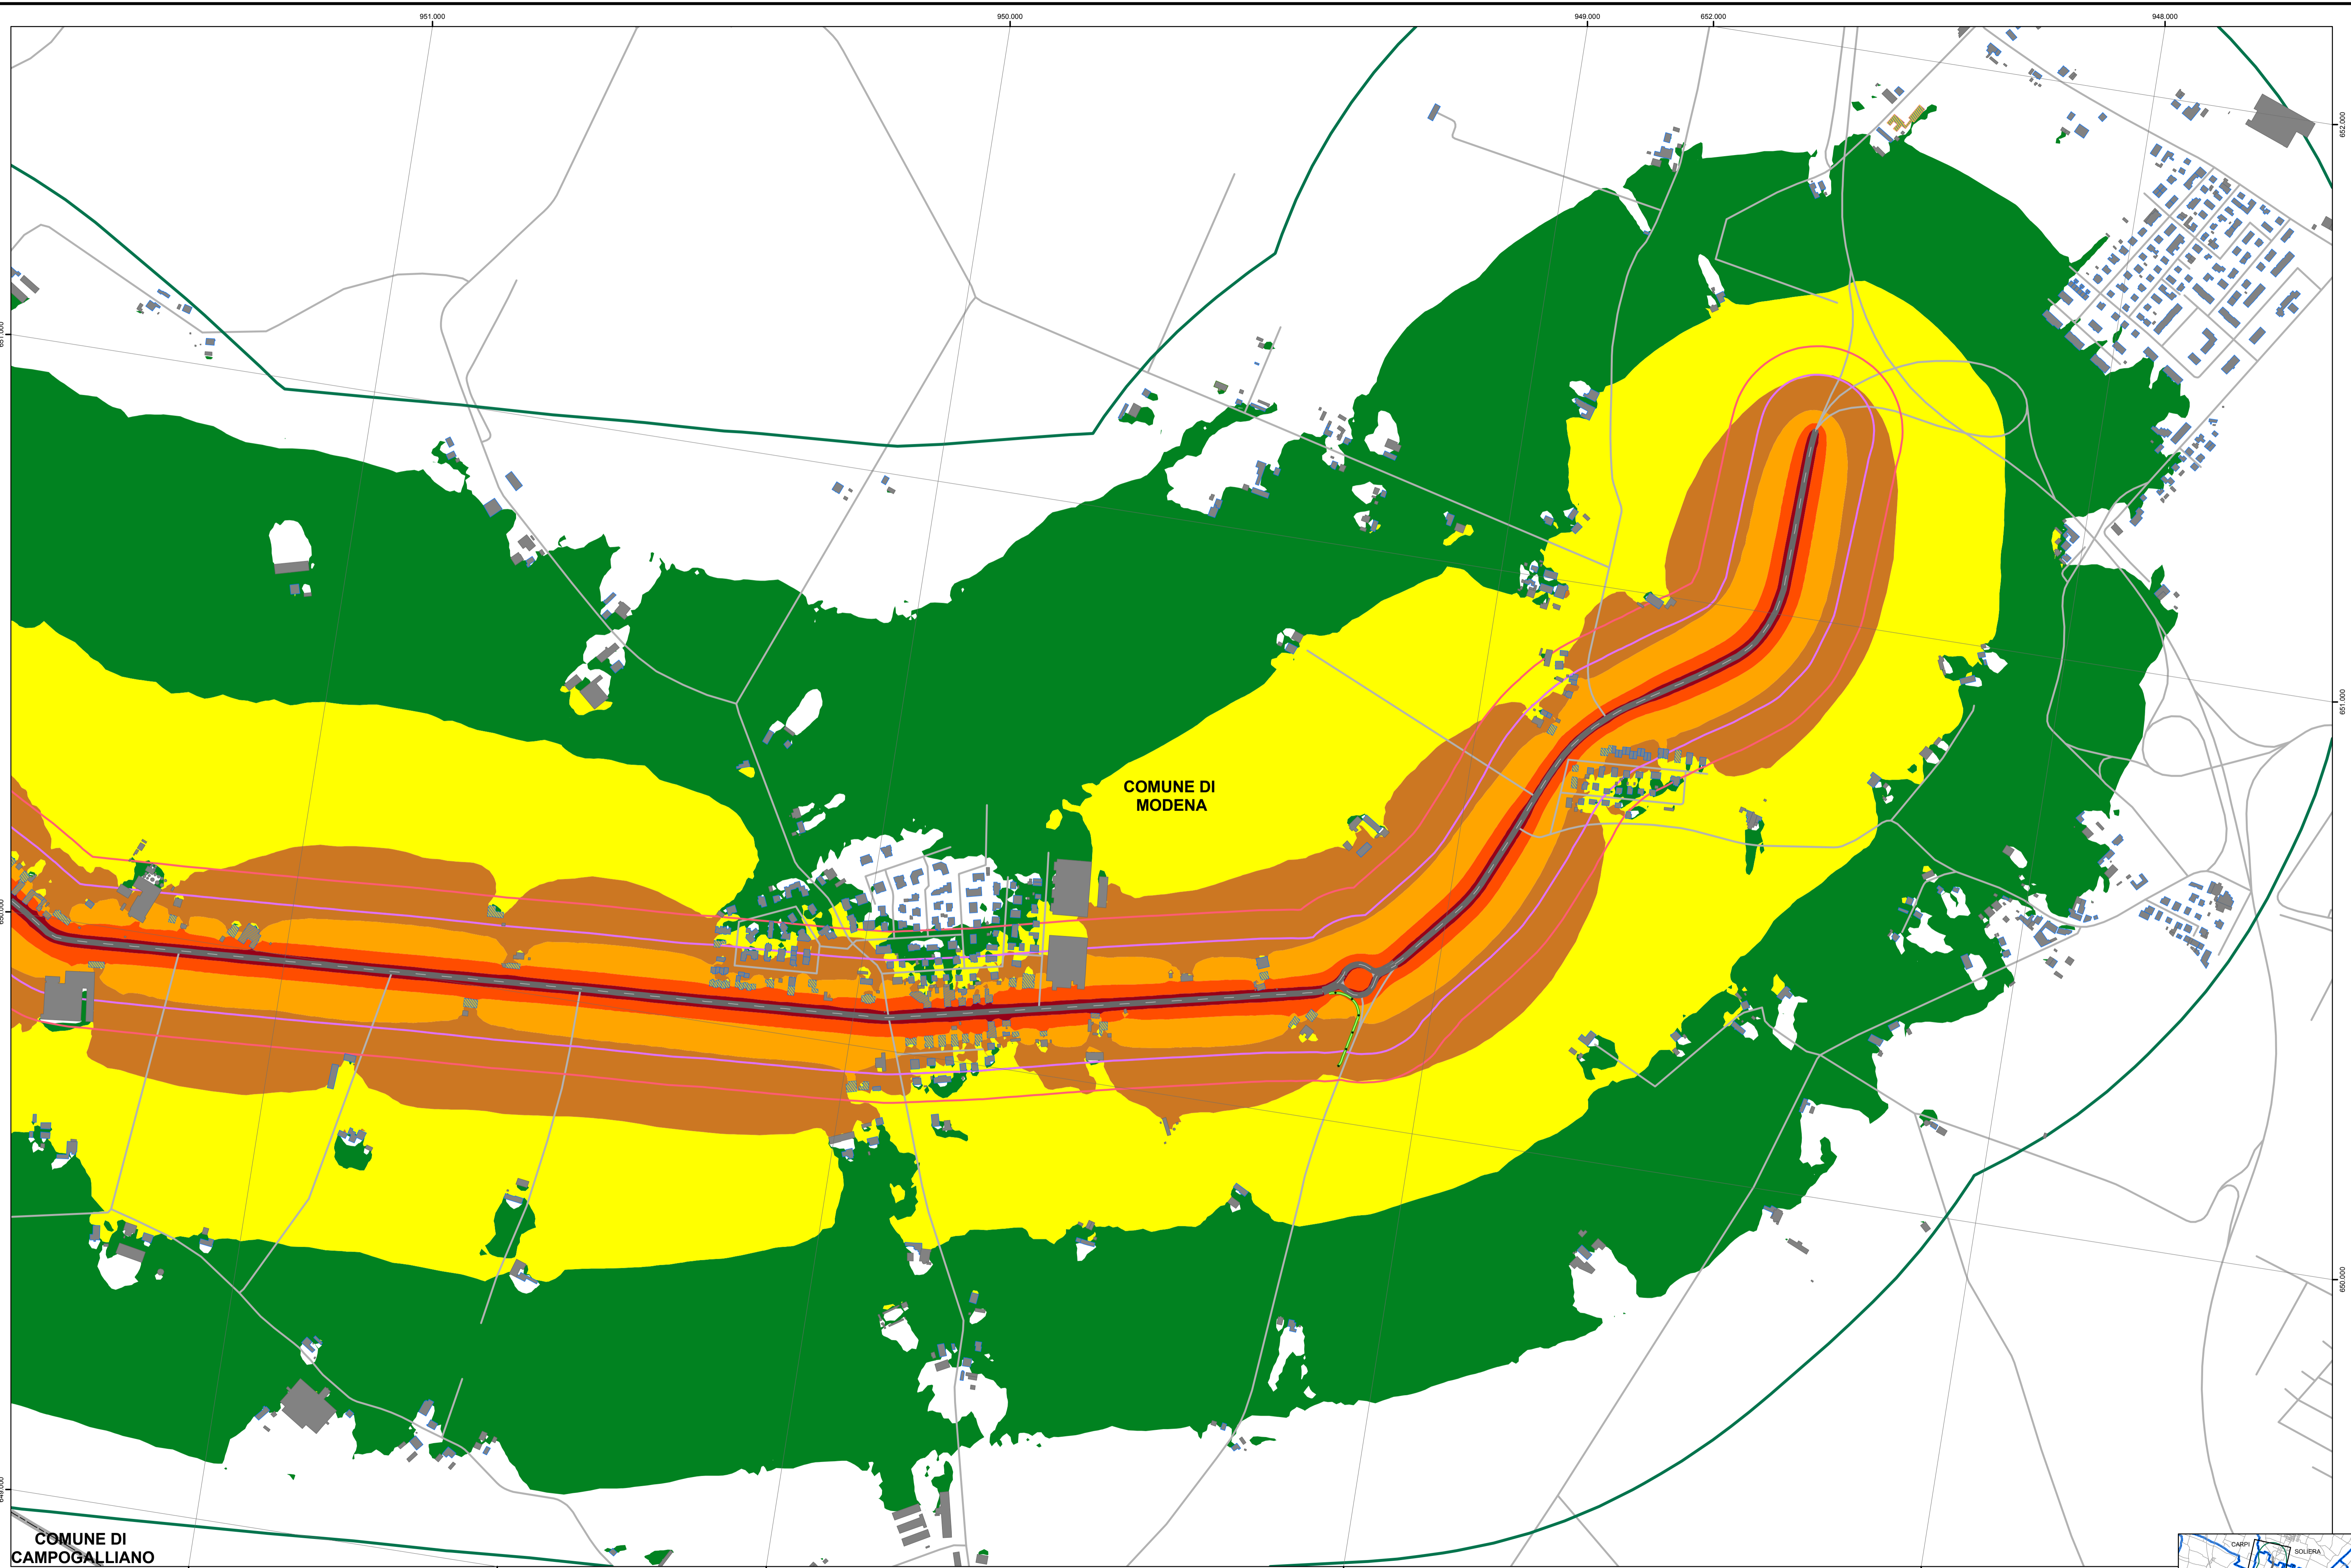 951.000
950.000
949.000
652.000
948.000
652.000
651.000
650.000
COMUNE DI
MODENA
COMUNE DI
CAMPOGALLIANO
CARPI
SOLIERA